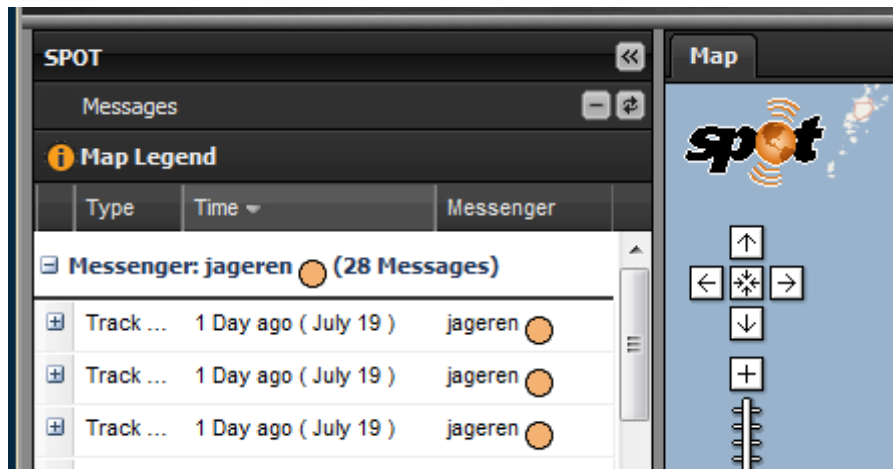 SPOT
Map
Messages
Map Legend
spot
Type Time Messenger
Messenger: jageren (28 Messages)
Track ... 1 Day ago ( July 19 ) jageren
Track ... 1 Day ago ( July 19 ) jageren
Track ... 1 Day ago ( July 19 ) jageren